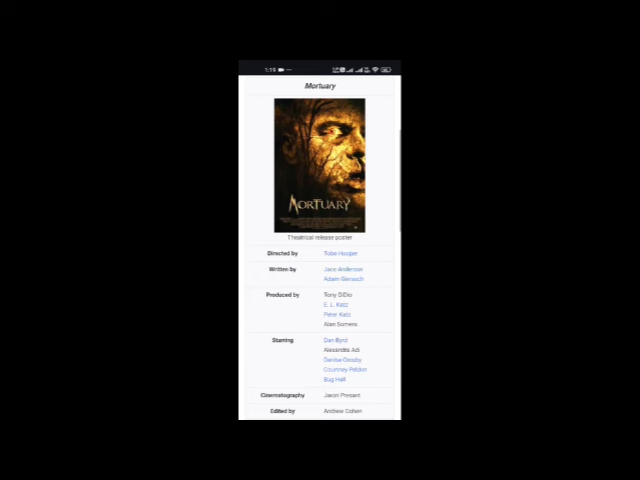 1:19
Mortuary
MORTUARY
Theatrical release poster
Directed by Tobe Hooper
Written by Jace Anderson
Adam Gierasch
Produced by Tony DiDio
E. L. Katz
Peter Katz
Alan Somers
Starring Dan Byrd
Alexandra Adi
Denise Crosby
Courtney Peldon
Bug Hall
Cinematography Jaron Presant
Edited by Andrew Cohen